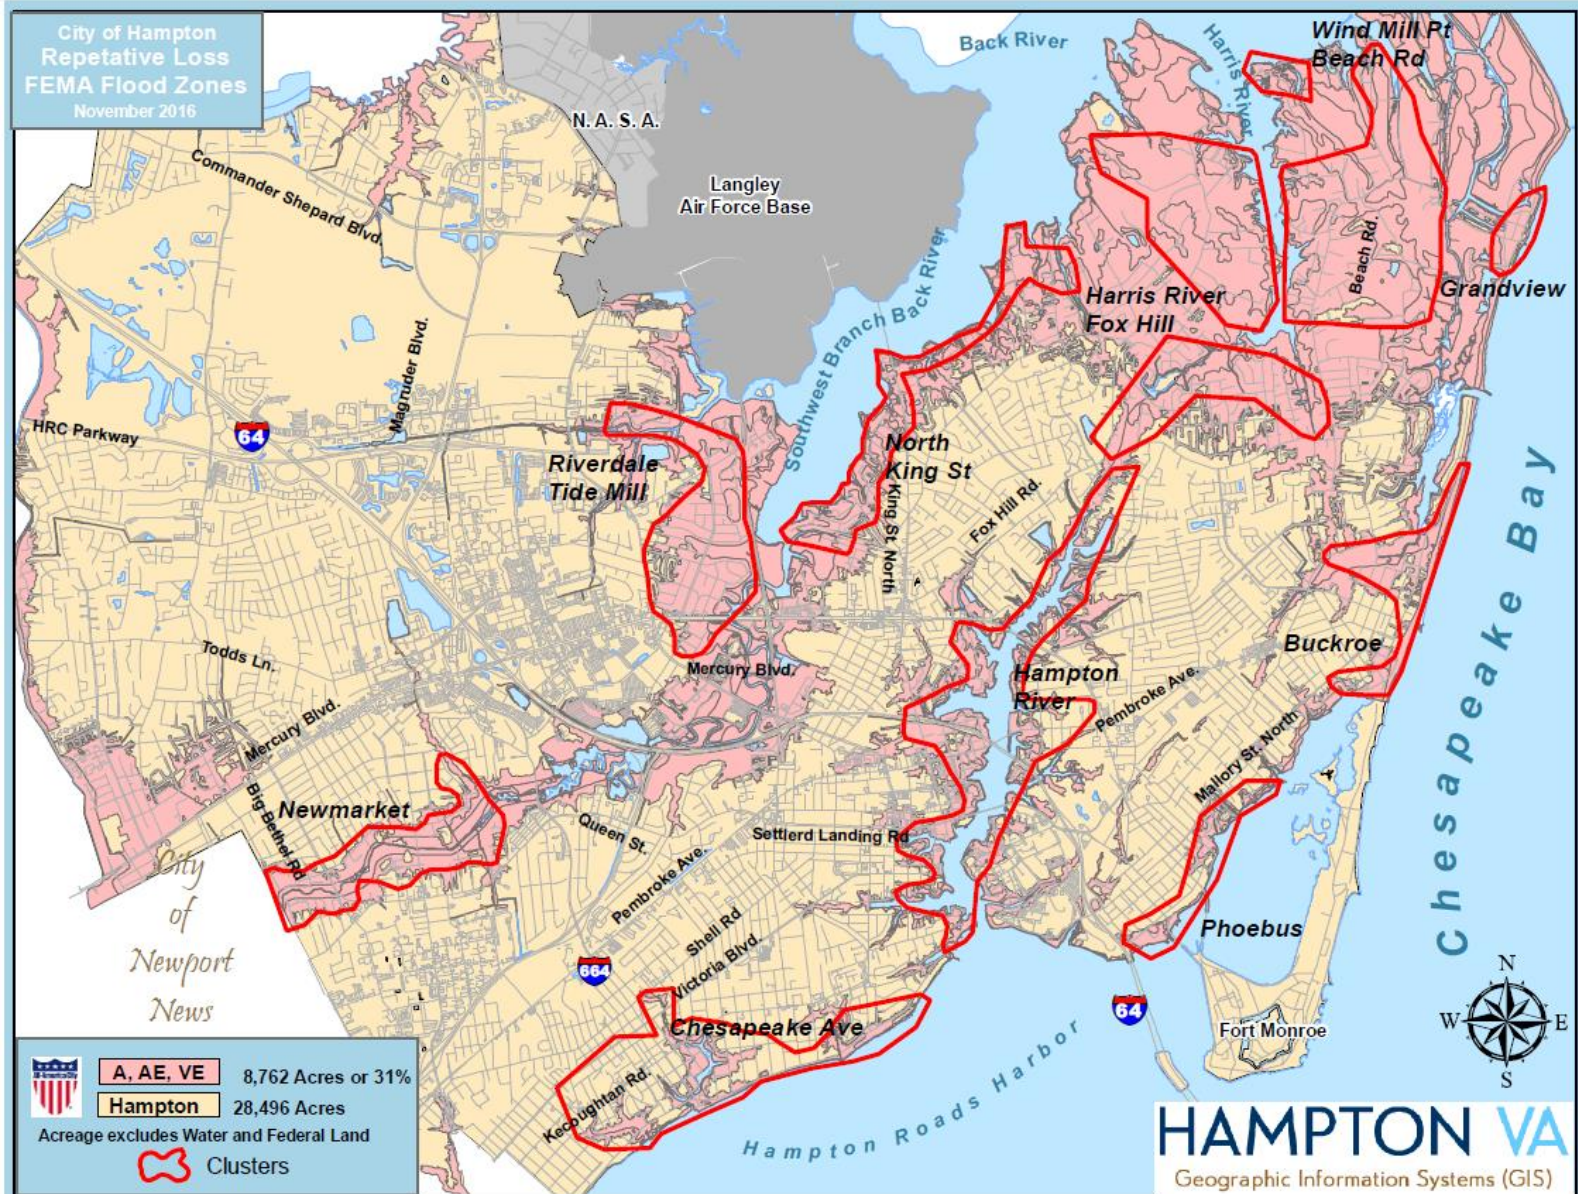 City of Hampton
Repetative Loss
FEMA Flood Zones
November 2016
Wind Mill Pt
Beach Rd
Back River
Harris River
N. A. S. A.
Commander Shepard Blvd.
Langley
Air Force Base
Beach Rd.
Grandview
Harris River
Fox Hill
Southwest Branch Back River
Magruder Blvd.
HRC Parkway
64
North
King St
Riverdale
Tide Mill
King St. North
Fox Hill Rd.
Chesapeake Bay
Buckroe
Todds Ln.
Mercury Blvd.
Hampton
River
Pembroke Ave.
Mercury Blvd.
Mallory St. North
Newmarket
Big Bethel Rd
Queen St.
Settlerd Landing Rd
Pembroke Ave.
City
of
Newport
News
Shell Rd
Victoria Blvd.
Phoebus
664
64
Chesapeake Ave
Fort Monroe
Kecoughtan Rd.
Hampton Roads Harbor
N
W
E
S
A, AE, VE 8,762 Acres or 31%
Hampton 28,496 Acres
Acreage excludes Water and Federal Land
Clusters
HAMPTON VA
Geographic Information Systems (GIS)